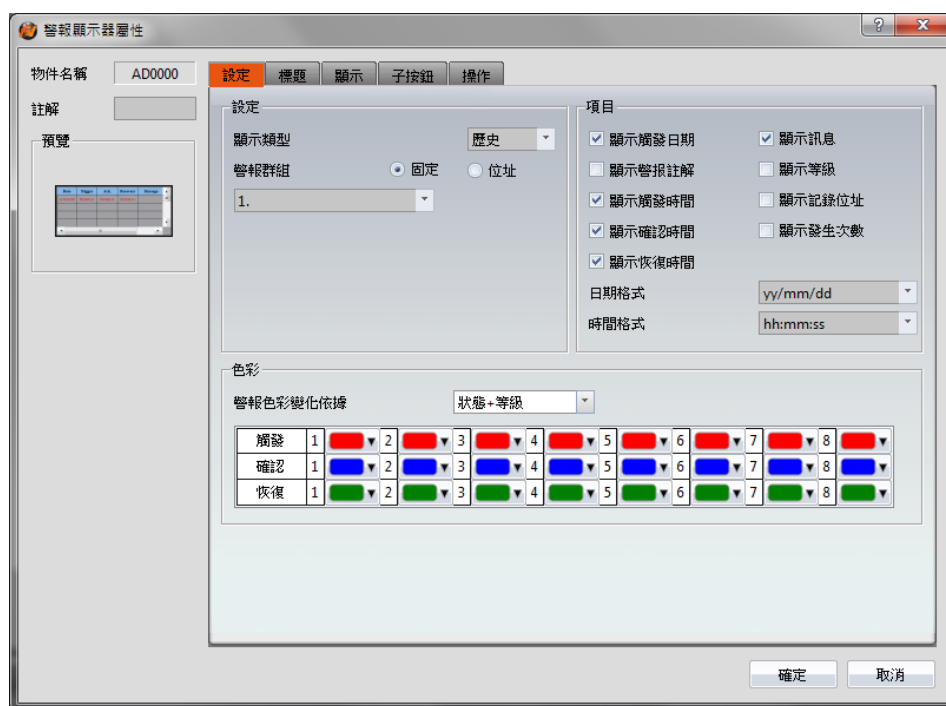 警報顯示器屬性
物件名稱 AD0000
註解
預覽
設定 標題 顯示 子按鈕 操作
設定
顯示類型 歷史
警報群組 固定 位址
1.
項目
顯示觸發日期 顯示訊息
顯示警报註解 顯示等級
顯示觸發時間 顯示記錄位址
顯示確認時間 顯示發生次數
顯示恢復時間
日期格式 yy/mm/dd
時間格式 hh:mm:ss
色彩
警報色彩變化依據 狀態+等級
觸發 1 2 3 4 5 6 7 8
確認 1 2 3 4 5 6 7 8
恢復 1 2 3 4 5 6 7 8
確定 取消